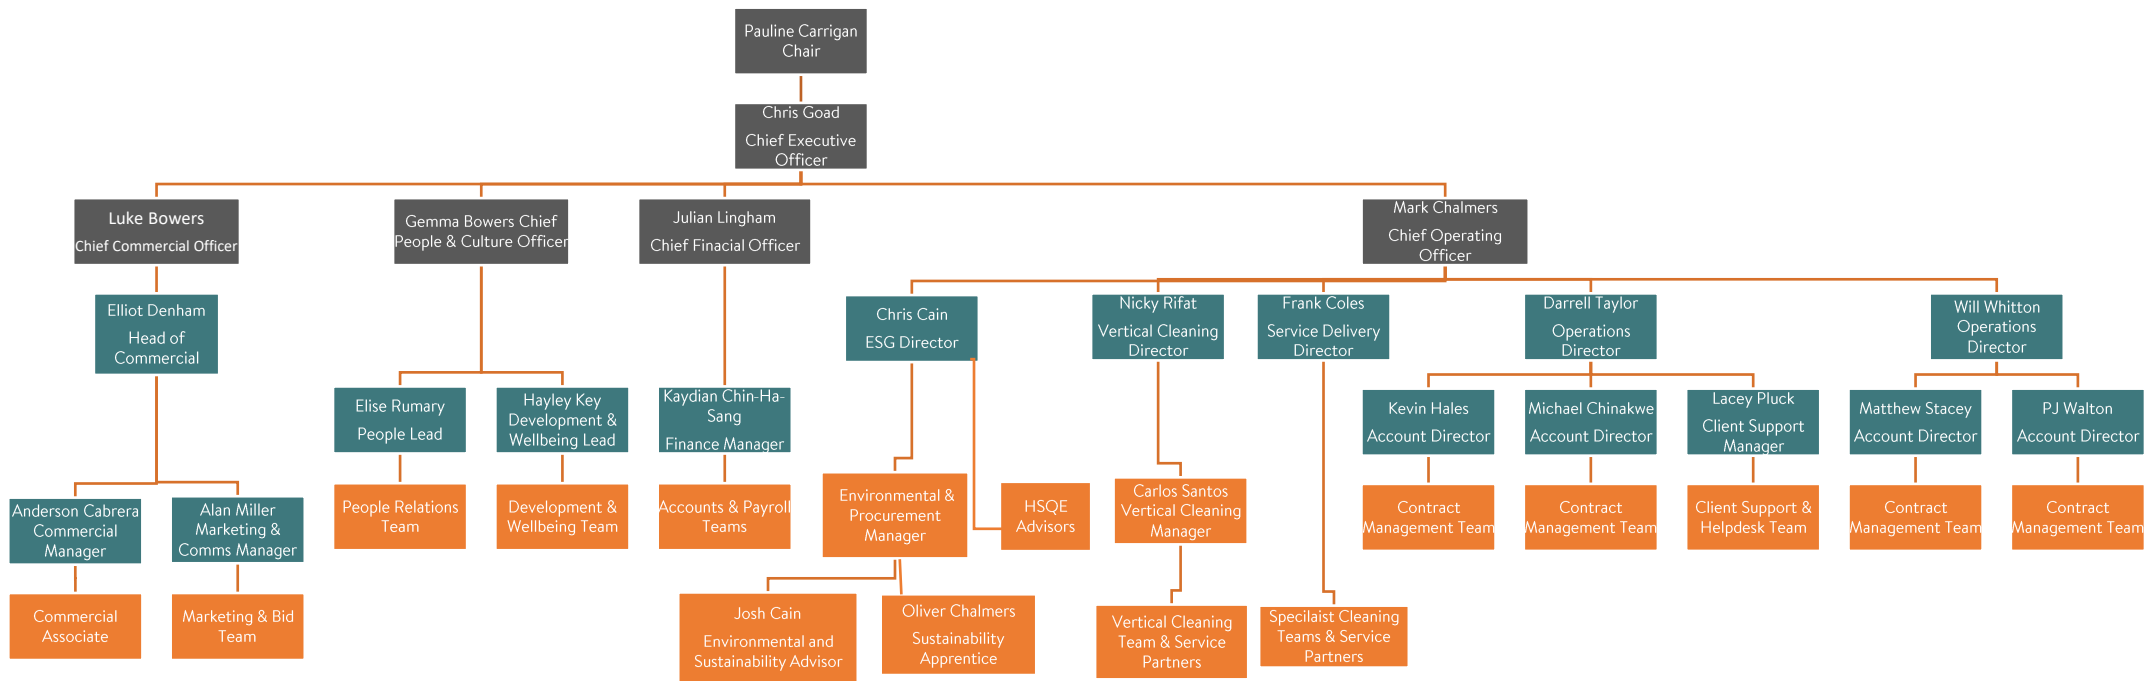 Pauline Carrigan
Chair
Chris Goad
Chief Executive
Officer
Luke Bowers
Chief Commercial Officer
Gemma Bowers Chief
People & Culture Officer
Julian Lingham
Chief Finacial Officer
Mark Chalmers
Chief Operating
Officer
Elliot Denham
Head of
Commercial
Chris Cain
ESG Director
Nicky Rifat
Vertical Cleaning
Director
Frank Coles
Service Delivery
Director
Darrell Taylor
Operations
Director
Will Whitton
Operations
Director
Elise Rumary
People Lead
Hayley Key
Development &
Wellbeing Lead
Kaydian Chin-Ha-
Sang
Finance Manager
Kevin Hales
Account Director
Michael Chinakwe
Account Director
Lacey Pluck
Client Support
Manager
Matthew Stacey
Account Director
PJ Walton
Account Director
Anderson Cabrera
Commercial
Manager
Alan Miller
Marketing &
Comms Manager
People Relations
Team
Development &
Wellbeing Team
Accounts & Payroll
Teams
Environmental &
Procurement
Manager
HSQE
Advisors
Carlos Santos
Vertical Cleaning
Manager
Contract
Management Team
Contract
Management Team
Client Support &
Helpdesk Team
Contract
Management Team
Contract
Management Team
Commercial
Associate
Marketing & Bid
Team
Josh Cain
Environmental and
Sustainability Advisor
Oliver Chalmers
Sustainability
Apprentice
Vertical Cleaning
Team & Service
Partners
Specilaist Cleaning
Teams & Service
Partners